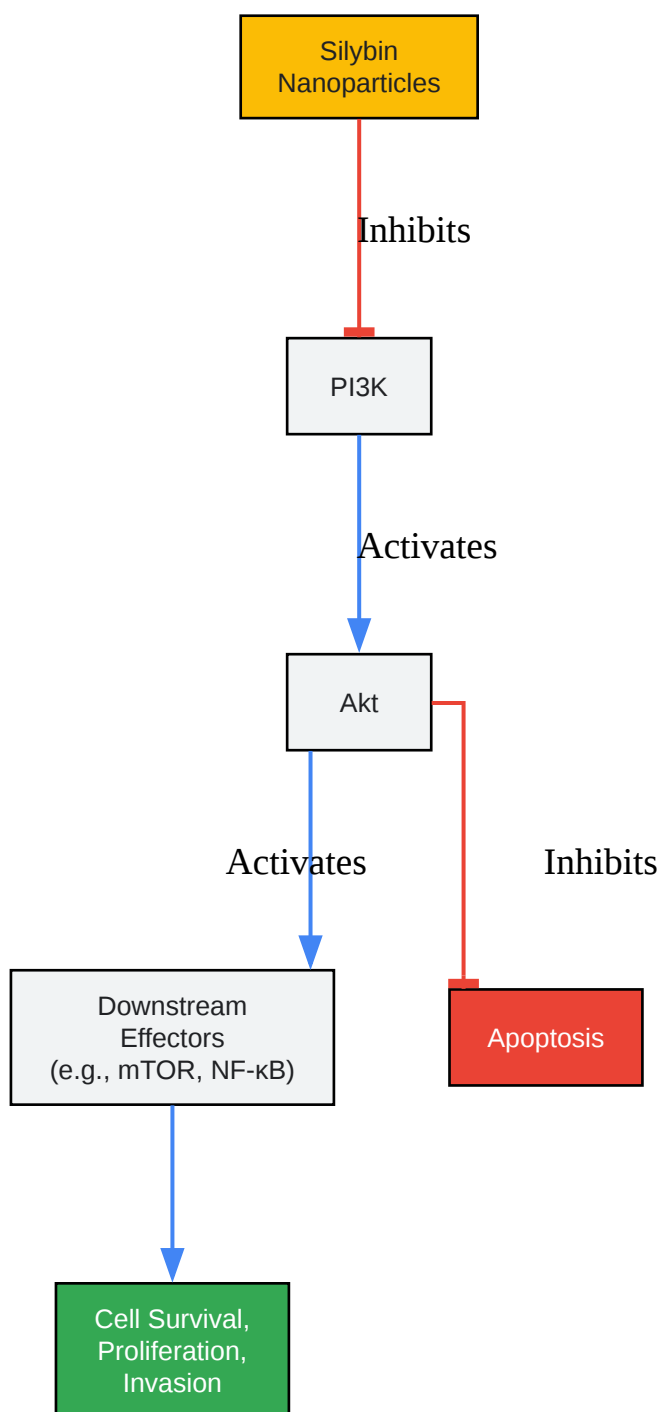 Silybin
Nanoparticles
Inhibits
PI3K
Activates
Akt
Activates
Inhibits
Downstream
Effectors
(e.g., mTOR, NF-κB)
Apoptosis
Cell Survival,
Proliferation,
Invasion